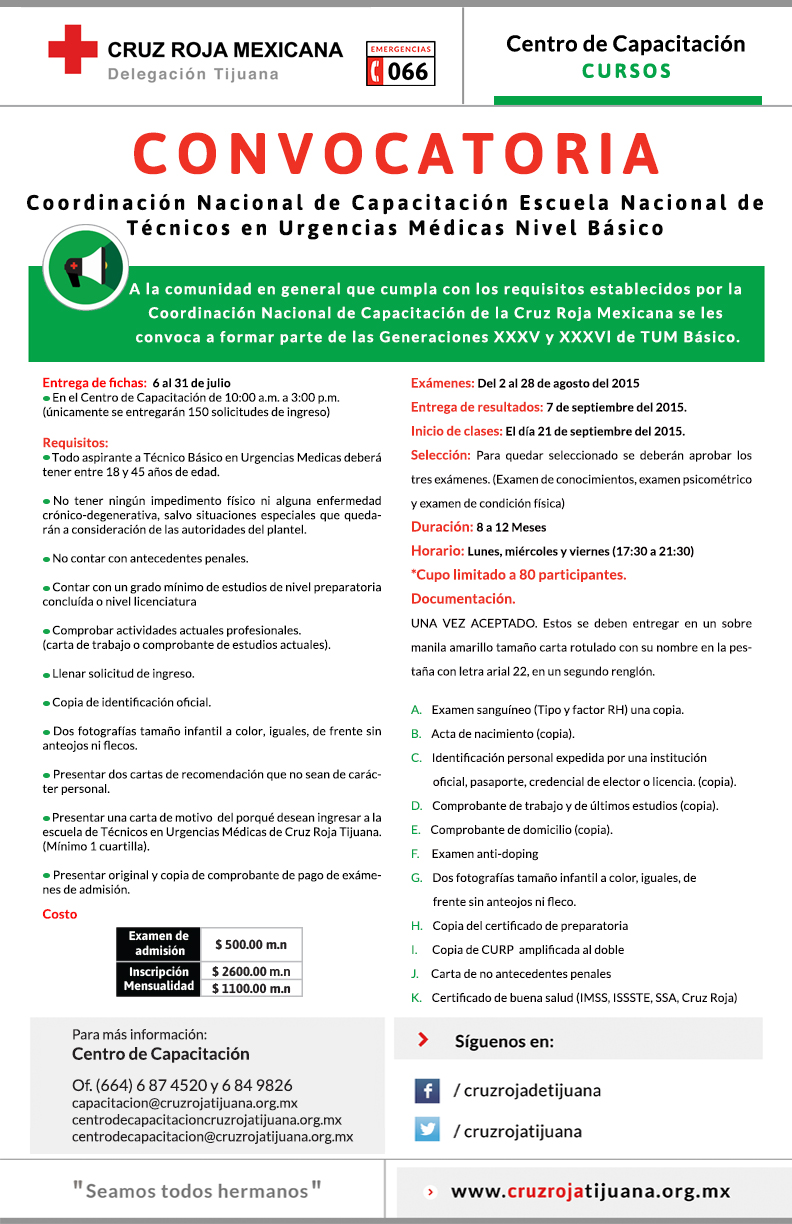 CRUZ ROJA MEXICANA
Delegación Tijuana
EMERGENCIAS
066
Centro de Capacitación
CURSOS
CONVOCATORIA
Coordinación Nacional de Capacitación Escuela Nacional de
Técnicos en Urgencias Médicas Nivel Básico
A la comunidad en general que cumpla con los requisitos establecidos por la
Coordinación Nacional de Capacitación de la Cruz Roja Mexicana se les
convoca a formar parte de las Generaciones XXXV y XXXVI de TUM Básico.
Entrega de fichas: 6 al 31 de julio
En el Centro de Capacitación de 10:00 a.m. a 3:00 p.m.
(únicamente se entregarán 150 solicitudes de ingreso)
Requisitos:
Todo aspirante a Técnico Básico en Urgencias Medicas deberá
tener entre 18 y 45 años de edad.
No tener ningún impedimento físico ni alguna enfermedad
crónico-degenerativa, salvo situaciones especiales que queda-
rán a consideración de las autoridades del plantel.
No contar con antecedentes penales.
Contar con un grado mínimo de estudios de nivel preparatoria
concluída o nivel licenciatura
Comprobar actividades actuales profesionales.
(carta de trabajo o comprobante de estudios actuales).
Llenar solicitud de ingreso.
Copia de identificación oficial.
Dos fotografías tamaño infantil a color, iguales, de frente sin
anteojos ni flecos.
Presentar dos cartas de recomendación que no sean de carác-
ter personal.
Presentar una carta de motivo del porqué desean ingresar a la
escuela de Técnicos en Urgencias Médicas de Cruz Roja Tijuana.
(Mínimo 1 cuartilla).
Presentar original y copia de comprobante de pago de exáme-
nes de admisión.
Costo
Examen de
admisión
$ 500.00 m.n
Inscripción
$ 2600.00 m.n
Mensualidad
$ 1100.00 m.n
Exámenes: Del 2 al 28 de agosto del 2015
Entrega de resultados: 7 de septiembre del 2015.
Inicio de clases: El día 21 de septiembre del 2015.
Selección: Para quedar seleccionado se deberán aprobar los
tres exámenes. (Examen de conocimientos, examen psicométrico
y examen de condición física)
Duración: 8 a 12 Meses
Horario: Lunes, miércoles y viernes (17:30 a 21:30)
*Cupo limitado a 80 participantes.
Documentación.
UNA VEZ ACEPTADO. Estos se deben entregar en un sobre
manila amarillo tamaño carta rotulado con su nombre en la pes-
taña con letra arial 22, en un segundo renglón.
A. Examen sanguíneo (Tipo y factor RH) una copia.
B. Acta de nacimiento (copia).
C. Identificación personal expedida por una institución
oficial, pasaporte, credencial de elector o licencia. (copia).
D. Comprobante de trabajo y de últimos estudios (copia).
E. Comprobante de domicilio (copia).
F. Examen anti-doping
G. Dos fotografías tamaño infantil a color, iguales, de
frente sin anteojos ni fleco.
H. Copia del certificado de preparatoria
I. Copia de CURP amplificada al doble
J. Carta de no antecedentes penales
K. Certificado de buena salud (IMSS, ISSSTE, SSA, Cruz Roja)
Para más información:
Centro de Capacitación
Of. (664) 6 87 4520 y 6 84 9826
capacitacion@cruzrojatijuana.org.mx
centrodecapacitacioncruzrojatijuana.org.mx
centrodecapacitacion@cruzrojatijuana.org.mx
Síguenos en:
f / cruzrojadetijuana
/ cruzrojatijuana
"Seamos todos hermanos"
www.cruzrojatijuana.org.mx